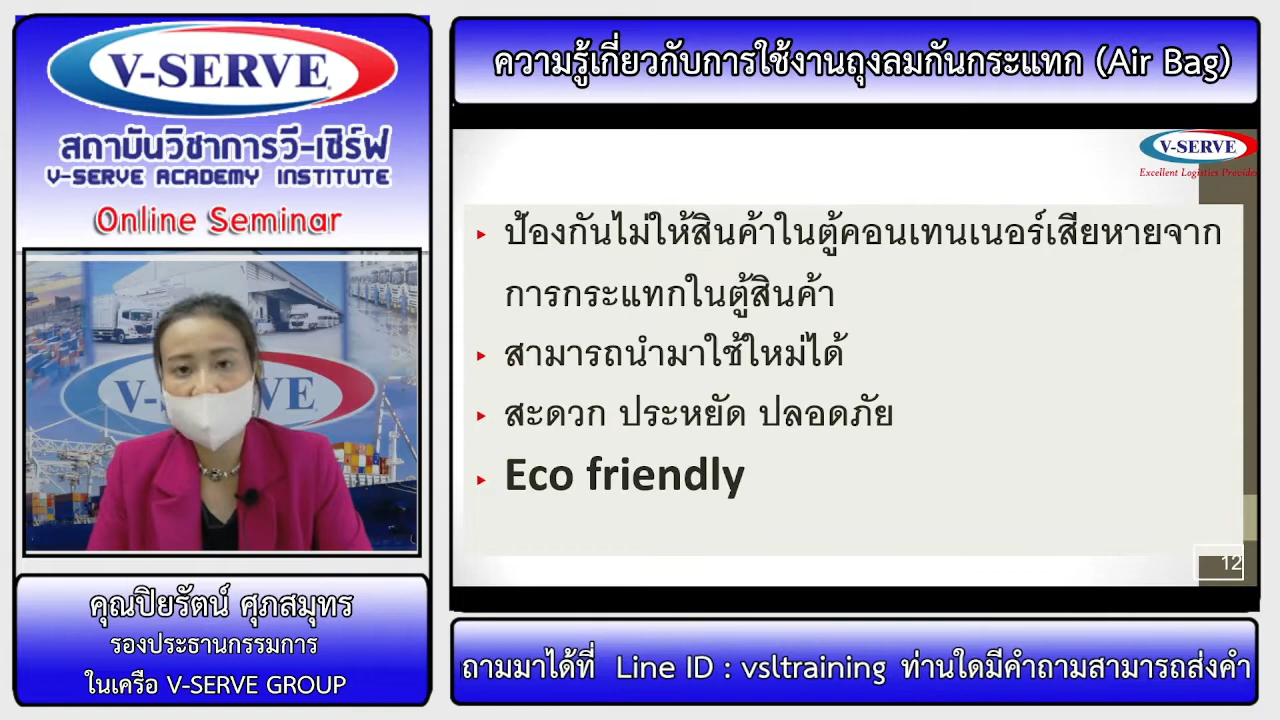 V-SERVE
สถาบันวิชาการวี-เซิร์ฟ
V-SERVE ACADEMY INSTITUTE
Online Seminar
คุณปิยรัตน์ ศุภสมุทร
รองประธานกรรมการ
ในเครือ V-SERVE GROUP
ความรู้เกี่ยวกับการใช้งานถุงลมกันกระแทก (Air Bag)
V-SERVE
Excellent Logistics Provider
ป้องกันไม่ให้สินค้าในตู้คอนเทนเนอร์เสียหายจาก
การกระแทกในตู้สินค้า
สามารถนำมาใช้ใหม่ได้
สะดวก ประหยัด ปลอดภัย
Eco friendly
12
ถามมาได้ที่ Line ID : vsltraining ท่านใดมีคำถามสามารถส่งคำ